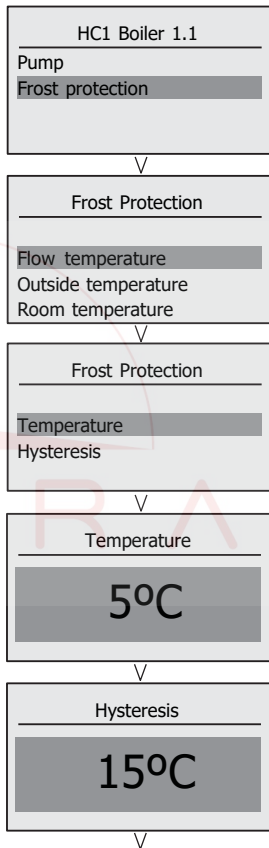 HC1 Boiler 1.1
Pump
Frost protection
Frost Protection
Flow temperature
Outside temperature
Room temperature
Frost Protection
Temperature
Hysteresis
Temperature
5ºC
Hysteresis
15ºC